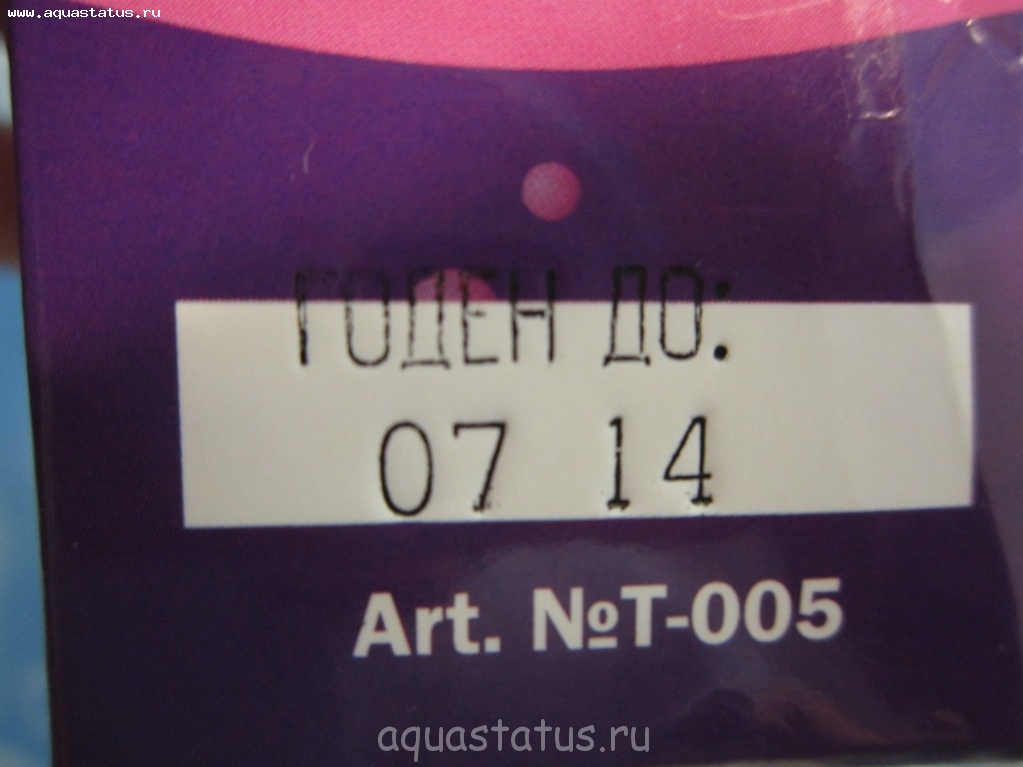 www.aquastatus.ru
ГОДЕН ДО:
07 14
Art. №T-005
aquastatus.ru